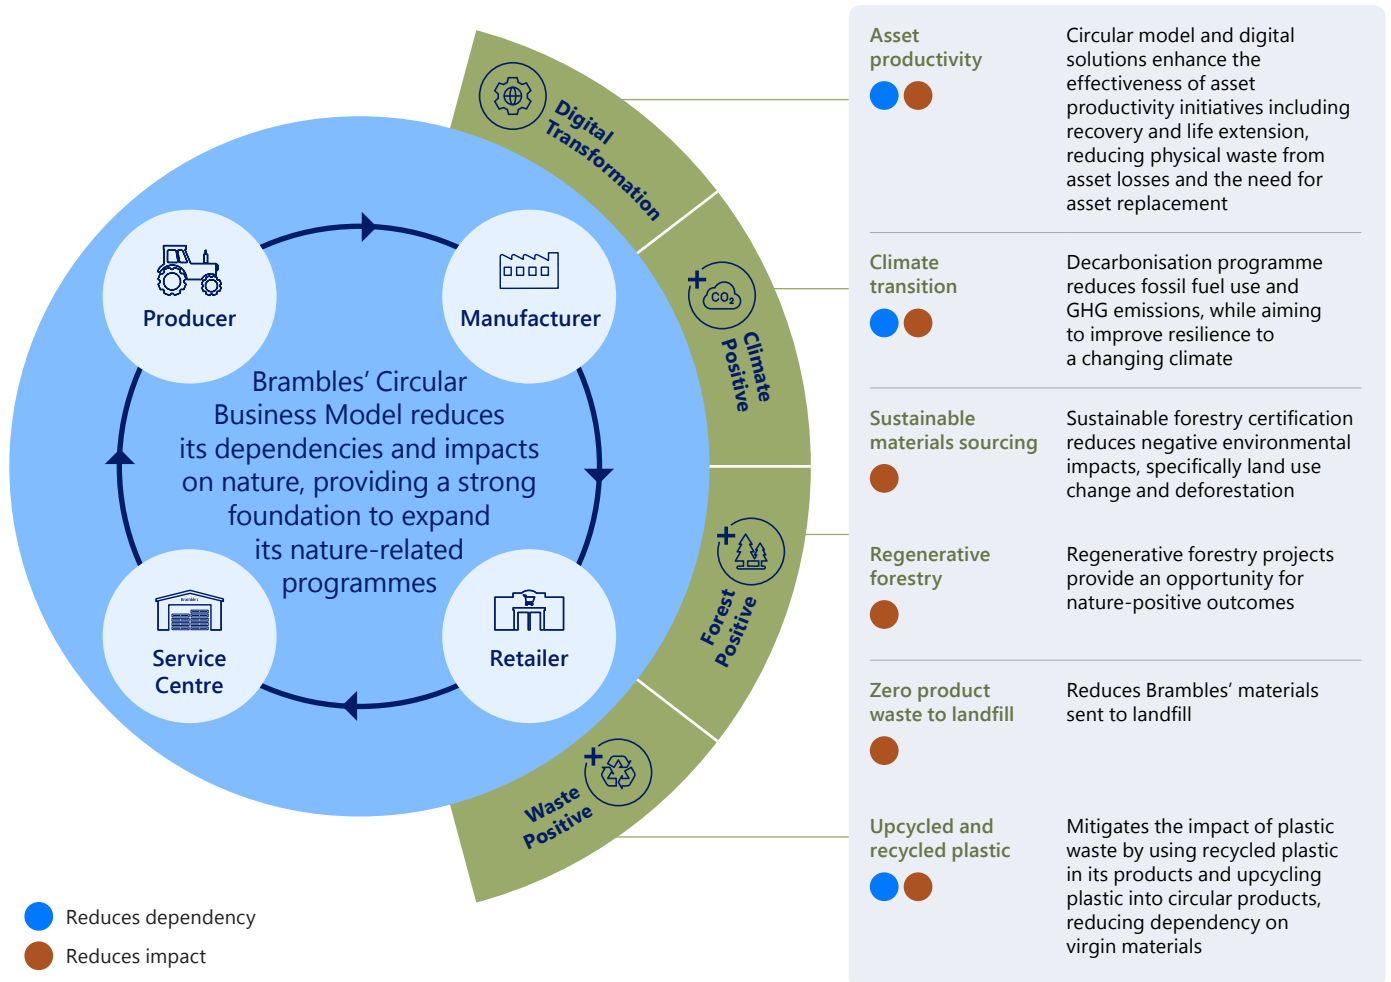 Digital
Transformation
CO₂
Climate
Positive
Forest
Positive
Waste
Positive
Producer
Manufacturer
Brambles’ Circular
Business Model reduces
its dependencies and impacts
on nature, providing a strong
foundation to expand
its nature-related
programmes
Brambles
Service
Centre
Retailer
Reduces dependency
Reduces impact
Asset
productivity
Circular model and digital
solutions enhance the
effectiveness of asset
productivity initiatives including
recovery and life extension,
reducing physical waste from
asset losses and the need for
asset replacement
Climate
transition
Decarbonisation programme
reduces fossil fuel use and
GHG emissions, while aiming
to improve resilience to
a changing climate
Sustainable
materials sourcing
Sustainable forestry certification
reduces negative environmental
impacts, specifically land use
change and deforestation
Regenerative
forestry
Regenerative forestry projects
provide an opportunity for
nature-positive outcomes
Zero product
waste to landfill
Reduces Brambles’ materials
sent to landfill
Upcycled and
recycled plastic
Mitigates the impact of plastic
waste by using recycled plastic
in its products and upcycling
plastic into circular products,
reducing dependency on
virgin materials